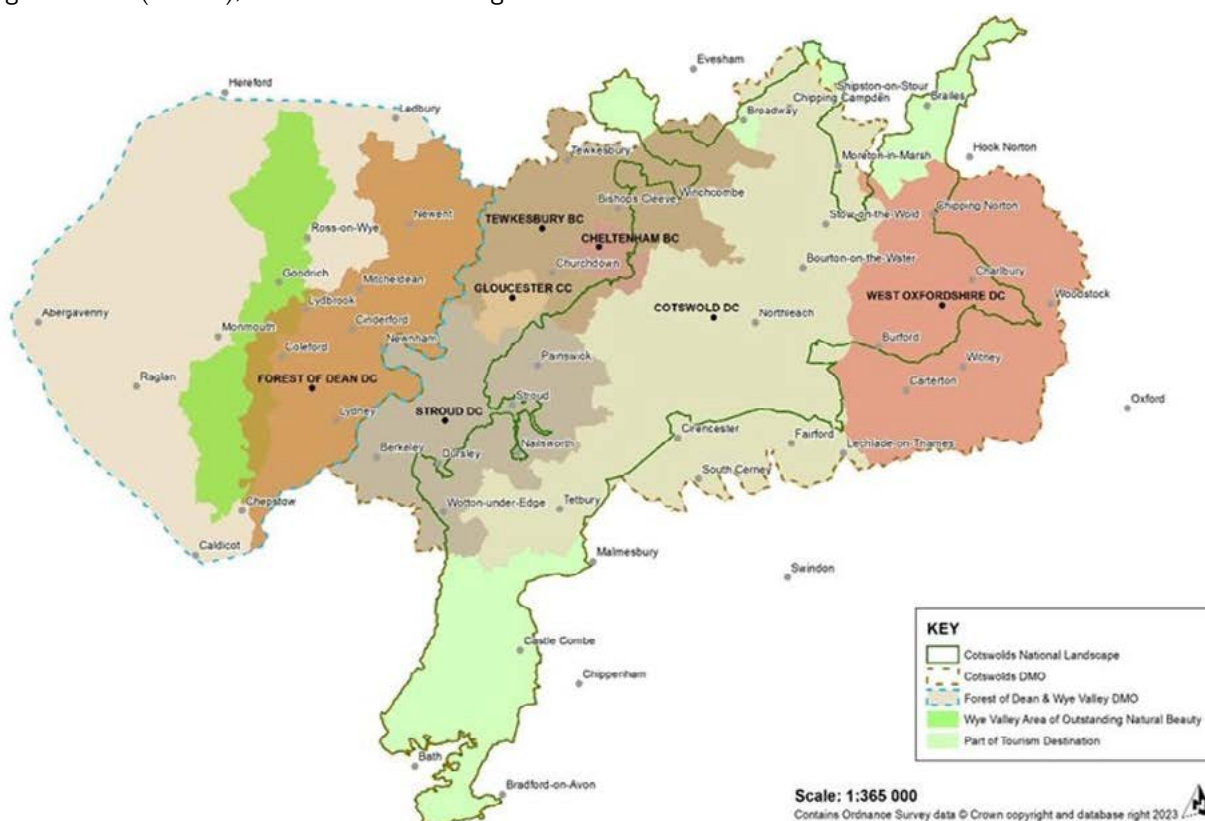 Evesham
Hereford
Shipston-on-Stour
Chipping Campden
Brailes
Ledbury
Broadway
Tewkesbury
Moreton-in-Marsh
Hook Norton
Winchcombe
Bishops Cleeve
Newent
TEWKESBURY BC
Stow-on-the-Wold
Chipping Norton
Ross-on-Wye
CHELTENHAM BC
Churchdown
Bourton-on-the-Water
Charlbury
Goodrich
Mitcheldean
GLOUCESTER CC
WEST OXFORDSHIRE DC
Woodstock
Lydbrook
COTSWOLD DC
Northleach
Abergavenny
Monmouth
Cinderford
Newnham
Burford
Coleford
Painswick
Witney
Raglan
FOREST OF DEAN DC
Carterton
Stroud
Oxford
Lydney
STROUD DC
Cirencester
Fairford
Nailsworth
Lechlade-on-Thames
Berkeley
Dursley
South Cerney
Chepstow
Wotton-under-Edge
Tetbury
Caldicot
Malmesbury
Swindon
Castle Combe
Chippenham
Bath
Bradford-on-Avon
KEY
Cotswolds National Landscape
Cotswolds DMO
Forest of Dean & Wye Valley DMO
Wye Valley Area of Outstanding Natural Beauty
Part of Tourism Destination
Scale: 1:365 000
Contains Ordnance Survey data © Crown copyright and database right 2023